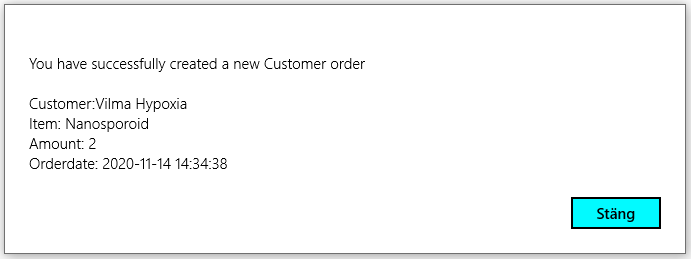 You have successfully created a new Customer order
Customer:Vilma Hypoxia
Item: Nanosporoid
Amount: 2
Orderdate: 2020-11-14 14:34:38
Stäng